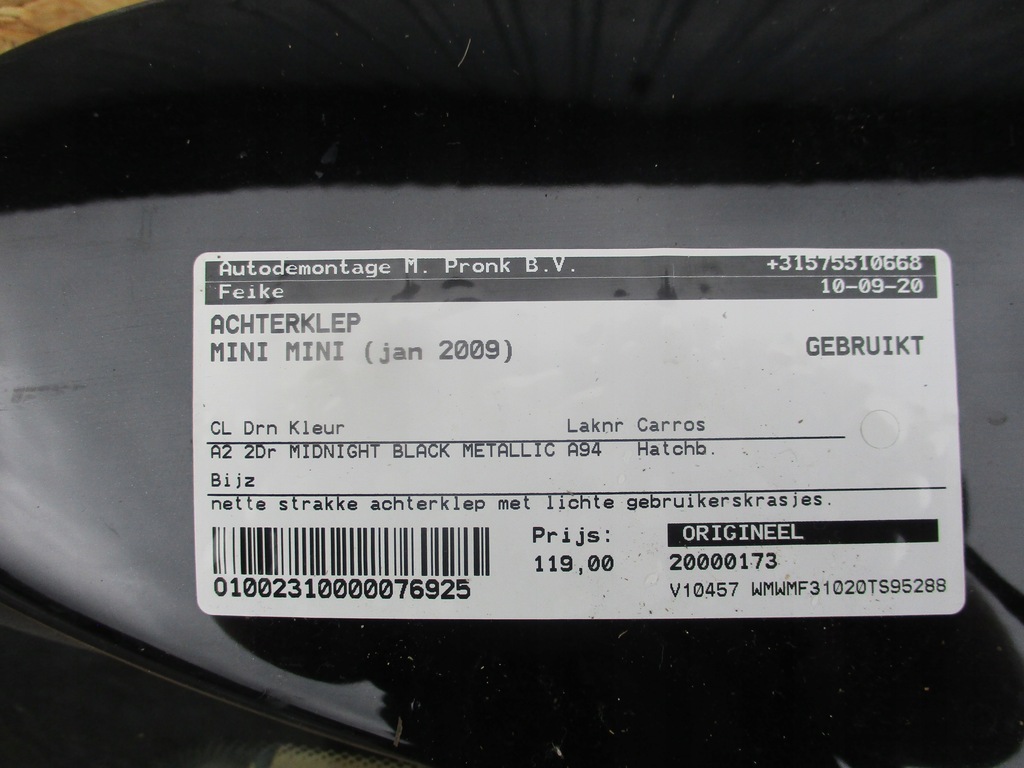 Autodemontage M. Pronk B.V. +31575510668
Feike 10-09-20
ACHTERKLEP
MINI MINI (jan 2009) GEBRUIKT
CL Drn Kleur Laknr Carros
A2 2Dr MIDNIGHT BLACK METALLIC A94 Hatchb.
Bijz
nette strakke achterklep met lichte gebruikerskrasjes.
Prijs: ORIGINEEL
119,00 20000173
01002310000076925 V10457 WMWMF31020TS95288